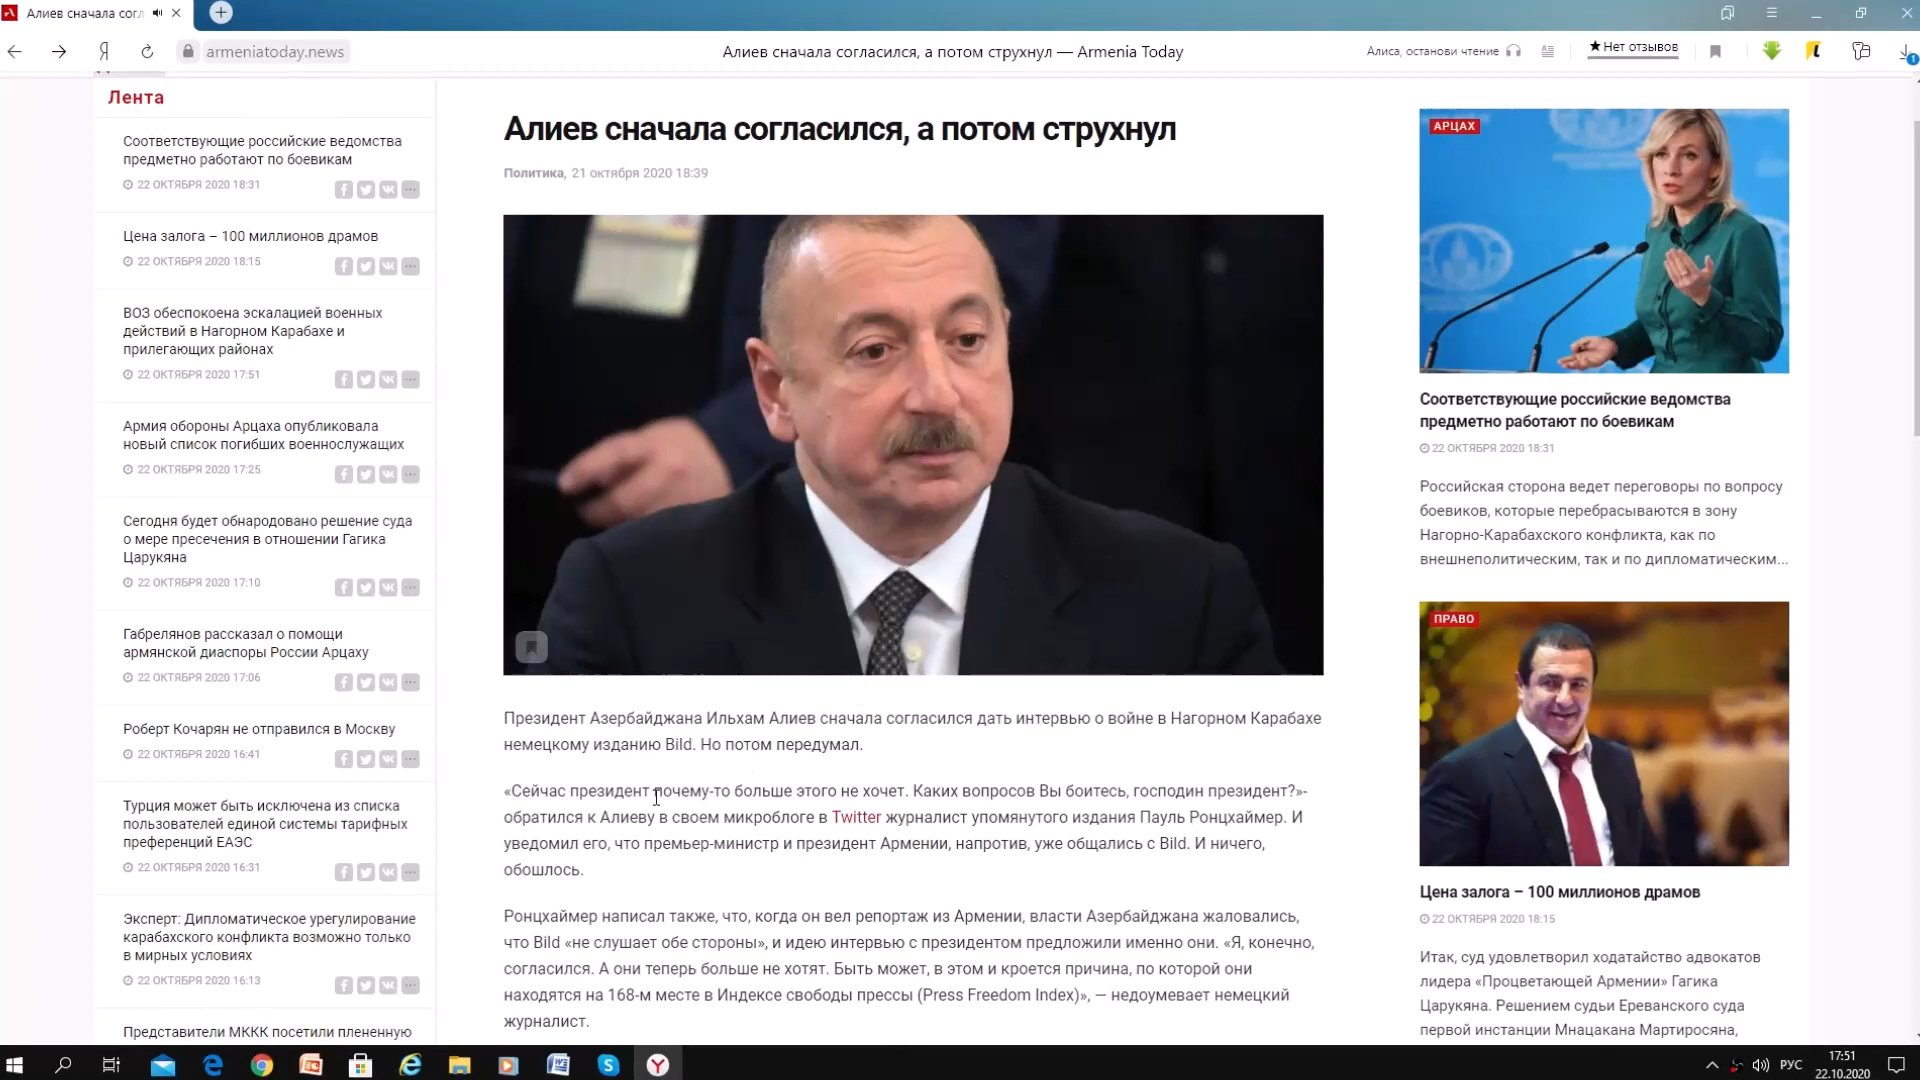 Алиев сначала согл
armeniatoday.news
Алиев сначала согласился, а потом струхнул — Armenia Today
Алиса, останови чтение
★Нет отзывов
Лента
Соответствующие российские ведомства
предметно работают по боевикам
22 ОКТЯБРЯ 2020 18:31
Цена залога – 100 миллионов драмов
22 ОКТЯБРЯ 2020 18:15
ВОЗ обеспокоена эскалацией военных
действий в Нагорном Карабахе и
прилегающих районах
22 ОКТЯБРЯ 2020 17:51
Армия обороны Арцаха опубликовала
новый список погибших военнослужащих
22 ОКТЯБРЯ 2020 17:25
Сегодня будет обнародовано решение суда
о мере пресечения в отношении Гагика
Царукяна
22 ОКТЯБРЯ 2020 17:10
Габрелянов рассказал о помощи
армянской диаспоры России Арцаху
22 ОКТЯБРЯ 2020 17:06
Роберт Кочарян не отправился в Москву
22 ОКТЯБРЯ 2020 16:41
Турция может быть исключена из списка
пользователей единой системы тарифных
преференций ЕАЭС
22 ОКТЯБРЯ 2020 16:31
Эксперт: Дипломатическое урегулирование
карабахского конфликта возможно только
в мирных условиях
22 ОКТЯБРЯ 2020 16:13
Представители МККК посетили плененную
Алиев сначала согласился, а потом струхнул
Политика, 21 октября 2020 18:39
Президент Азербайджана Ильхам Алиев сначала согласился дать интервью о войне в Нагорном Карабахе
немецкому изданию Bild. Но потом передумал.
«Сейчас президент почему-то больше этого не хочет. Каких вопросов Вы боитесь, господин президент?»-
обратился к Алиеву в своем микроблоге в Twitter журналист упомянутого издания Пауль Ронцхаймер. И
уведомил его, что премьер-министр и президент Армении, напротив, уже общались с Bild. И ничего,
обошлось.
Ронцхаймер написал также, что, когда он вел репортаж из Армении, власти Азербайджана жаловались,
что Bild «не слушает обе стороны», и идею интервью с президентом предложили именно они. «Я, конечно,
согласился. А они теперь больше не хотят. Быть может, в этом и кроется причина, по которой они
находятся на 168-м месте в Индексе свободы прессы (Press Freedom Index)», — недоумевает немецкий
журналист.
АРЦАХ
Соответствующие российские ведомства
предметно работают по боевикам
22 ОКТЯБРЯ 2020 18:31
Российская сторона ведет переговоры по вопросу
боевиков, которые перебрасываются в зону
Нагорно-Карабахского конфликта, как по
внешнеполитическим, так и по дипломатическим...
ПРАВО
Цена залога – 100 миллионов драмов
22 ОКТЯБРЯ 2020 18:15
Итак, суд удовлетворил ходатайство адвокатов
лидера «Процветающей Армении» Гагика
Царукяна. Решением судьи Ереванского суда
первой инстанции Мнацакана Мартиросяна,
РУС
17:51
22.10.2020